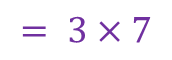 = 3 × 7